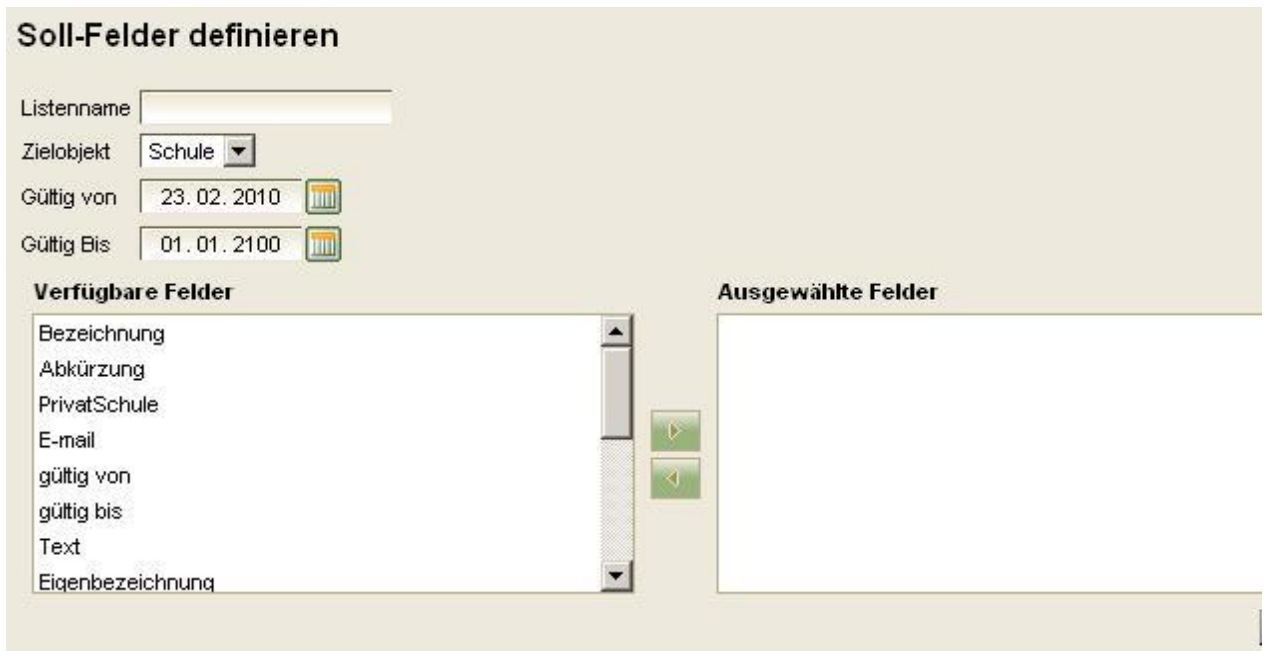 Soll-Felder definieren
Listenname
Zielobjekt Schule
Gültig von 23.02.2010
Gültig Bis 01.01.2100
Verfügbare Felder
Bezeichnung
Abkürzung
PrivatSchule
E-mail
gültig von
gültig bis
Text
Eigenbezeichnung
Ausgewählte Felder